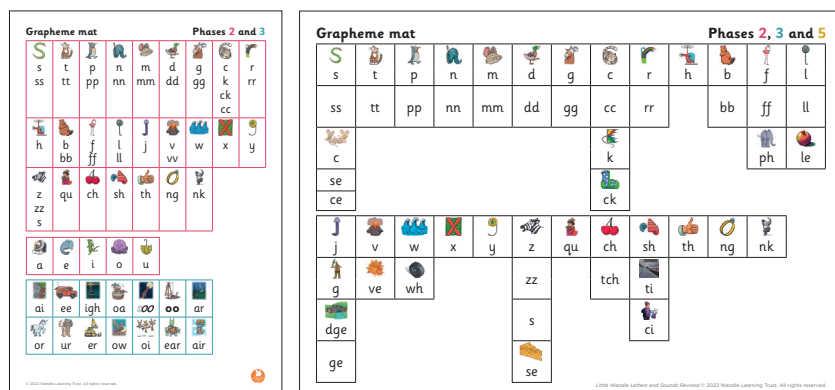 Grapheme mat
Phases 2 and 3
s t p n m d g c r
ss tt pp nn mm dd gg k rr
ck
cc
h b f l j v w x y
bb ff ll vv
z qu ch sh th ng nk
zz
s
a e i o u
ai ee igh oa oo oo ar
or ur er ow oi ear air
© 2022 Wandle Learning Trust. All rights reserved.
Grapheme mat
Phases 2, 3 and 5
s t p n m d g c r h b f l
ss tt pp nn mm dd gg cc rr bb ff ll
c k ph le
se ck
ce
j v w x y z qu ch sh th ng nk
g ve wh zz tch ti
dge s ci
ge se
Little Wandle Letters and Sounds Revised © 2022 Wandle Learning Trust. All rights reserved.